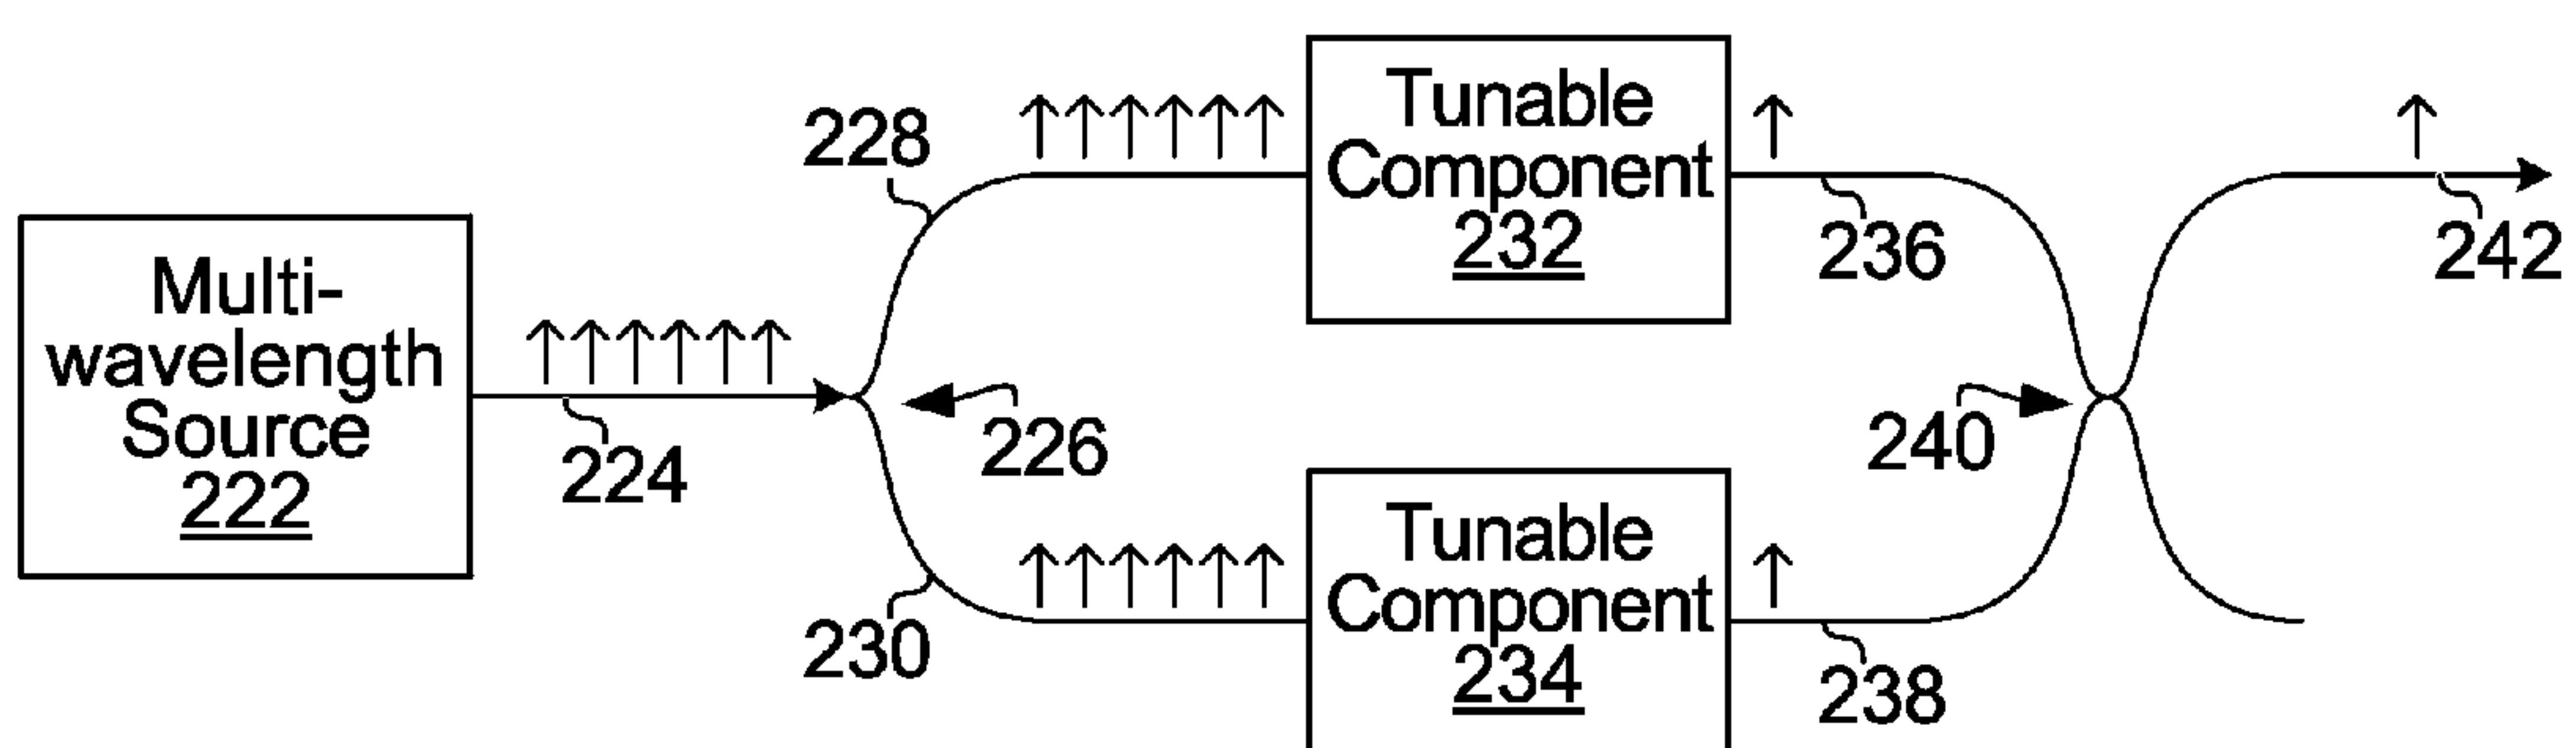 Multi-
wavelength
Source
222
224
226
228
230
Tunable
Component
232
Tunable
Component
234
236
238
240
242